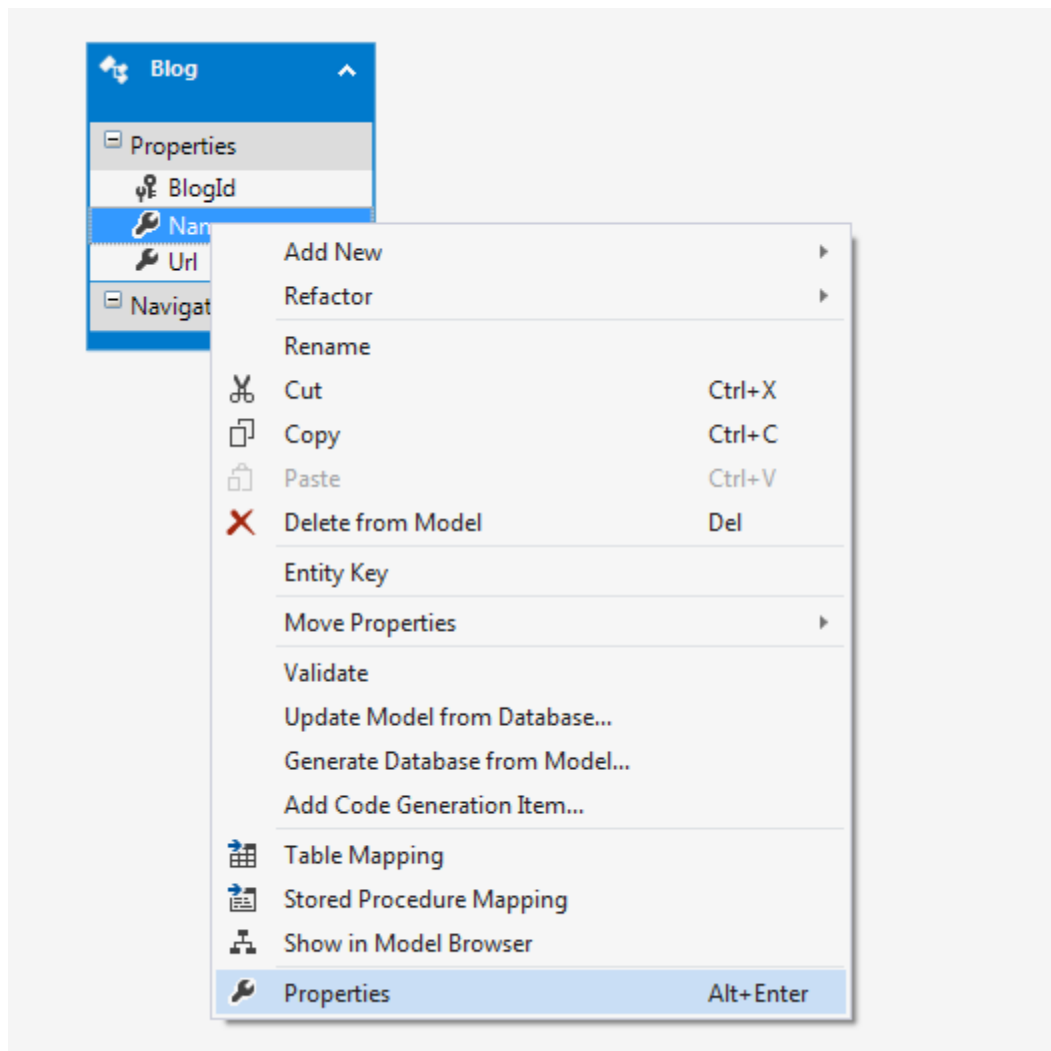 Blog
Properties
BlogId
Url
Add New
Refactor
Rename
Cut Ctrl+X
Copy Ctrl+C
Paste Ctrl+V
Delete from Model Del
Entity Key
Move Properties
Validate
Update Model from Database...
Generate Database from Model...
Add Code Generation Item...
Table Mapping
Stored Procedure Mapping
Show in Model Browser
Properties Alt+Enter